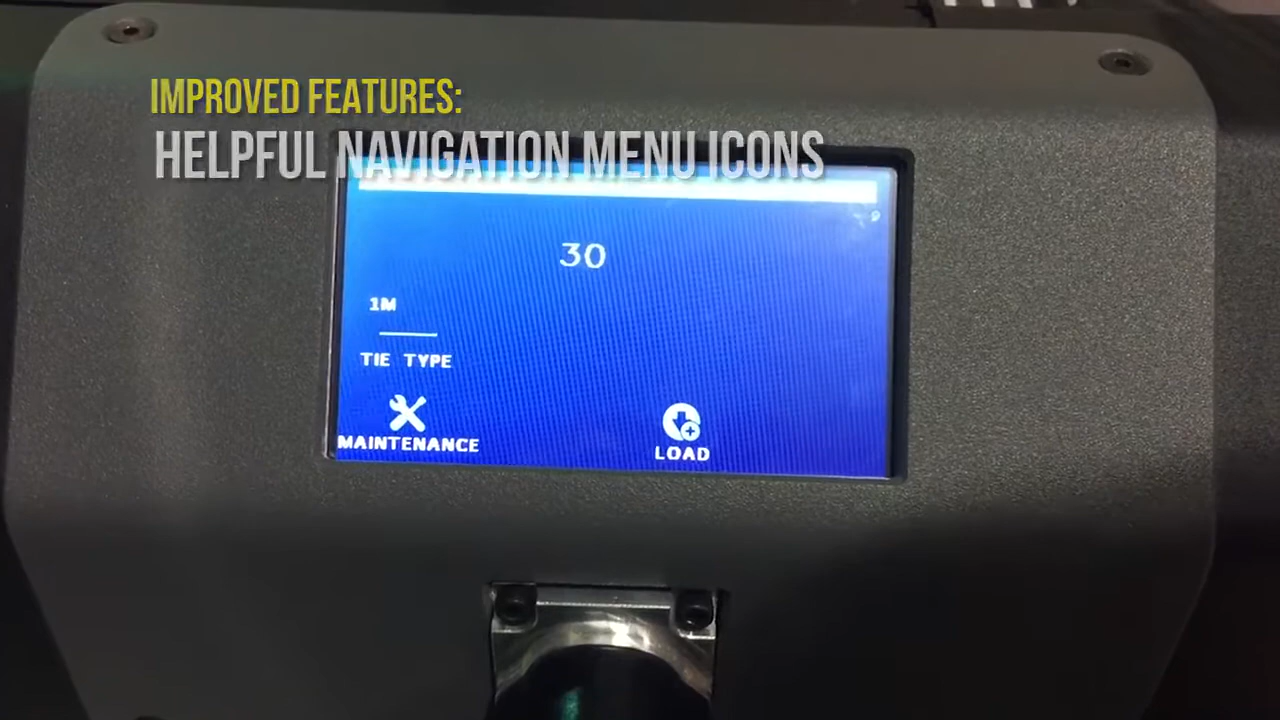 IMPROVED FEATURES:
HELPFUL NAVIGATION MENU ICONS
30
1M
TIE TYPE
MAINTENANCE
LOAD